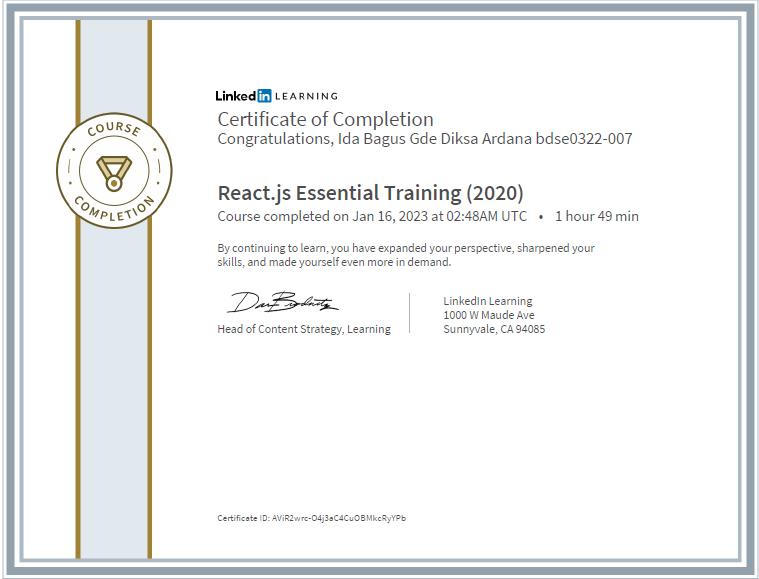 COURSE
COMPLETION
Linked in LEARNING
Certificate of Completion
Congratulations, Ida Bagus Gde Diksa Ardana bdse0322-007
React.js Essential Training (2020)
Course completed on Jan 16, 2023 at 02:48AM UTC • 1 hour 49 min
By continuing to learn, you have expanded your perspective, sharpened your
skills, and made yourself even more in demand.
Head of Content Strategy, Learning
LinkedIn Learning
1000 W Maude Ave
Sunnyvale, CA 94085
Certificate ID: AViR2wrc-O4j3aC4CuOBMkcRyYPb